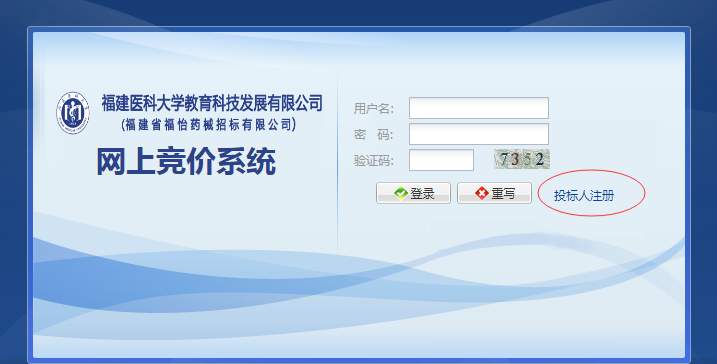 福建医科大学教育科技发展有限公司
(福建省福怡药械招标有限公司)
网上竞价系统
用户名:
密 码:
验证码:
7352
登录 重写 投标人注册